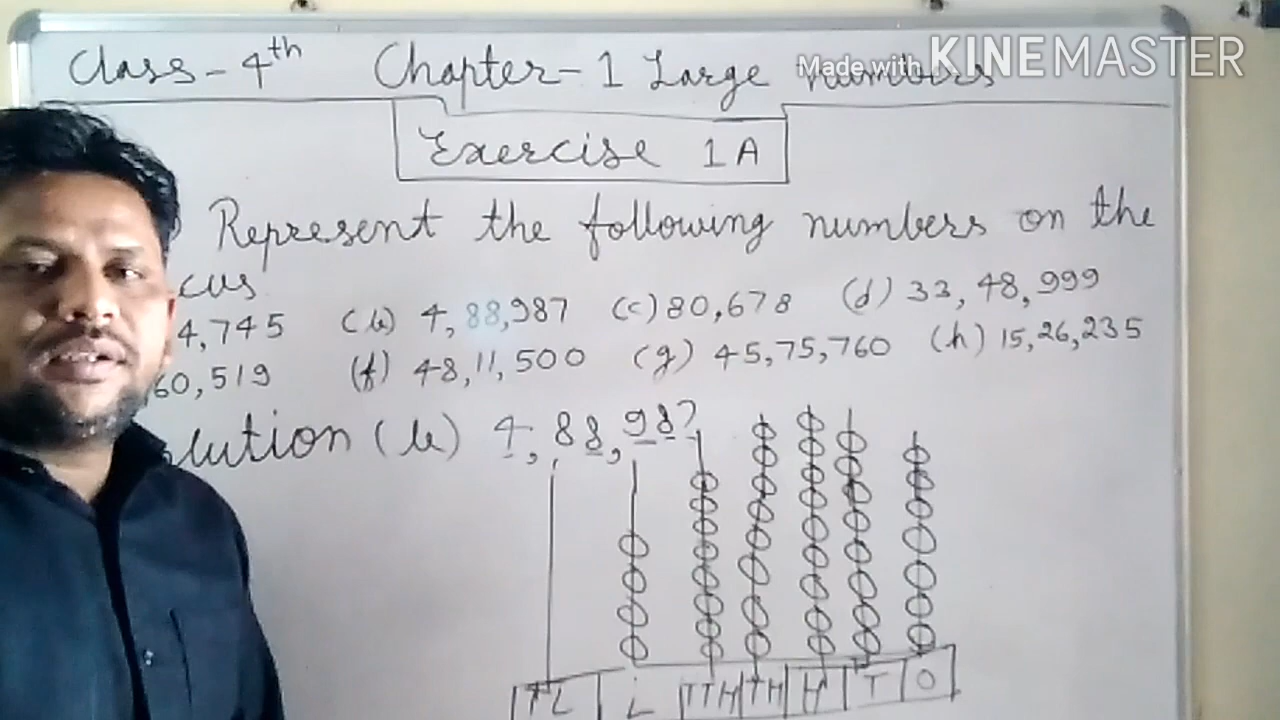 Class - 4th Chapter - 1 Large numbers
Made with KINEMASTER
Exercise 1A
Represent the following numbers on the
cus
4,745 (b) 4,88,987 (c) 80,678 (d) 33,48,999
60,519 (f) 48,11,500 (g) 45,75,760 (h) 15,26,235
lution (b) 4,88,987
TL L TTH TH H T O